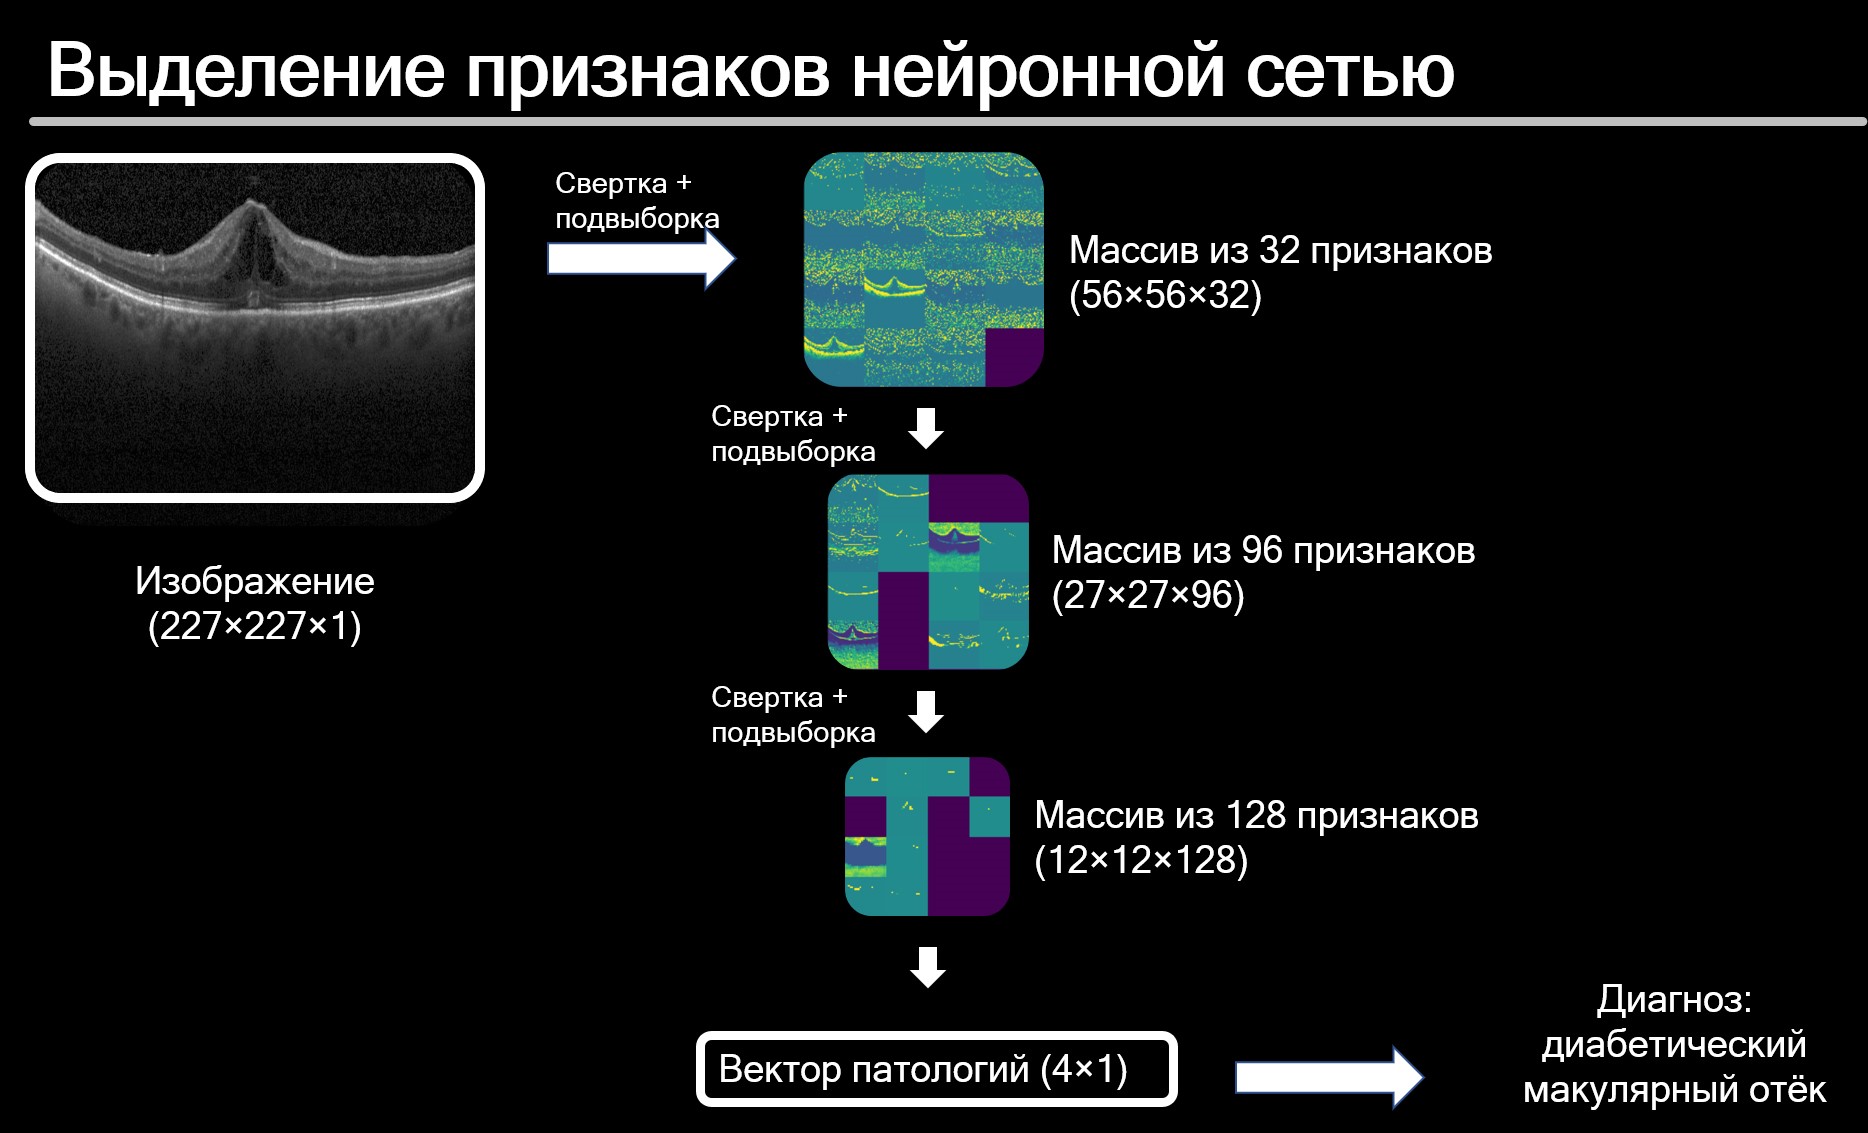 Выделение признаков нейронной сетью
Свертка +
подвыборка
Массив из 32 признаков
(56×56×32)
Изображение
(227×227×1)
Свертка +
подвыборка
Массив из 96 признаков
(27×27×96)
Свертка +
подвыборка
Массив из 128 признаков
(12×12×128)
Вектор патологий (4×1)
Диагноз:
диабетический
макулярный отёк